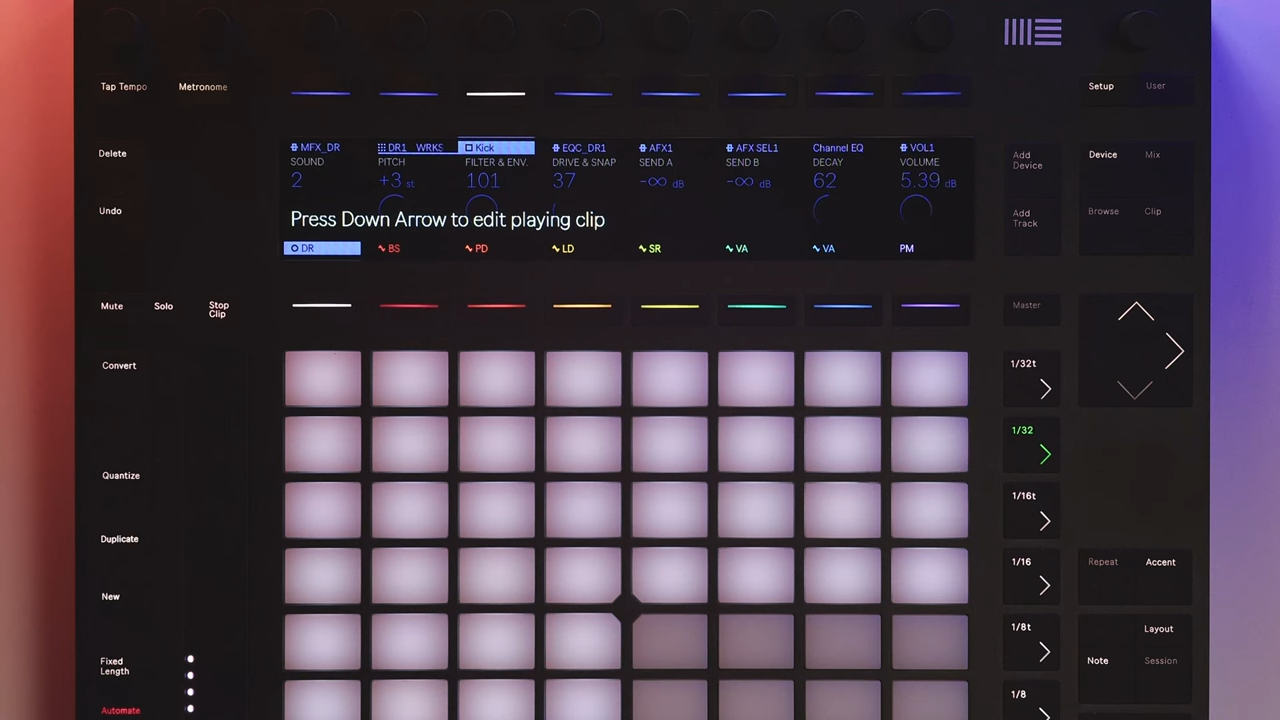 Tap Tempo
Metronome
Setup
User
Delete
MFX_DR
DR1 WRKS
Kick
EQC_DR1
AFX1
AFX SEL1
Channel EQ
VOL1
SOUND
PITCH
FILTER & ENV.
DRIVE & SNAP
SEND A
SEND B
DECAY
VOLUME
2
+3 st
101
37
-∞ dB
-∞ dB
62
5.39 dB
Add
Device
Device
Mix
Undo
Press Down Arrow to edit playing clip
Add
Track
Browse
Clip
DR
BS
PD
LD
SR
VA
VA
PM
Mute
Solo
Stop
Clip
Master
Convert
1/32t
1/32
Quantize
1/16t
Duplicate
1/16
Repeat
Accent
New
1/8t
Layout
Fixed
Length
Note
Session
1/8
Automate